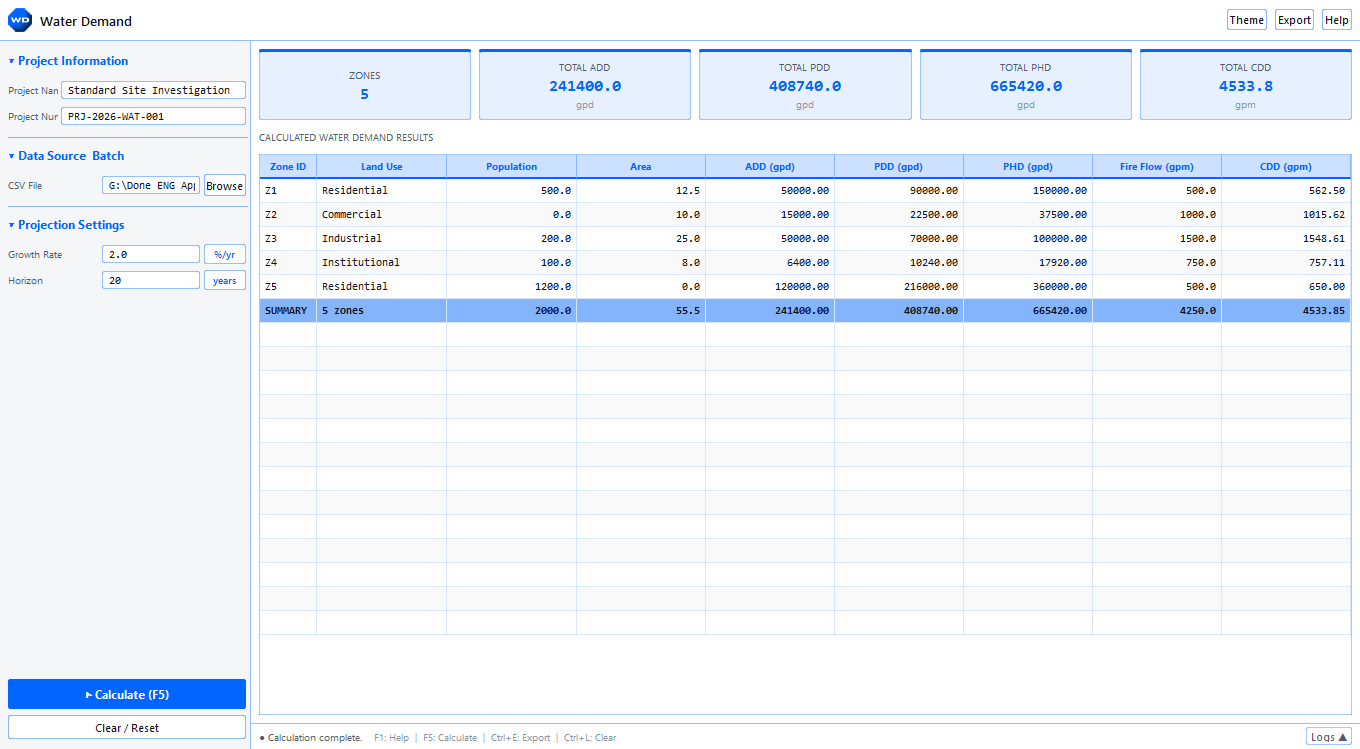 WD Water Demand Theme Export Help
▾ Project Information
Project Nan Standard Site Investigation
Project Nur PRJ-2026-WAT-001
▾ Data Source Batch
CSV File G:\Done ENG Ap Browse
▾ Projection Settings
Growth Rate 2.0 %/yr
Horizon 20 years
Calculate (F5)
Clear / Reset
ZONES
5
TOTAL ADD
241400.0
gpd
TOTAL PDD
408740.0
gpd
TOTAL PHD
665420.0
gpd
TOTAL CDD
4533.8
gpm
CALCULATED WATER DEMAND RESULTS
Zone ID Land Use Population Area ADD (gpd) PDD (gpd) PHD (gpd) Fire Flow (gpm) CDD (gpm)
Z1 Residential 500.0 12.5 50000.00 90000.00 150000.00 500.0 562.50
Z2 Commercial 0.0 10.0 15000.00 22500.00 37500.00 1000.0 1015.62
Z3 Industrial 200.0 25.0 50000.00 70000.00 100000.00 1500.0 1548.61
Z4 Institutional 100.0 8.0 6400.00 10240.00 17920.00 750.0 757.11
Z5 Residential 1200.0 0.0 120000.00 216000.00 360000.00 500.0 650.00
SUMMARY 5 zones 2000.0 55.5 241400.00 408740.00 665420.00 4250.0 4533.85
● Calculation complete. F1: Help | F5: Calculate | Ctrl+E: Export | Ctrl+L: Clear Logs ▲